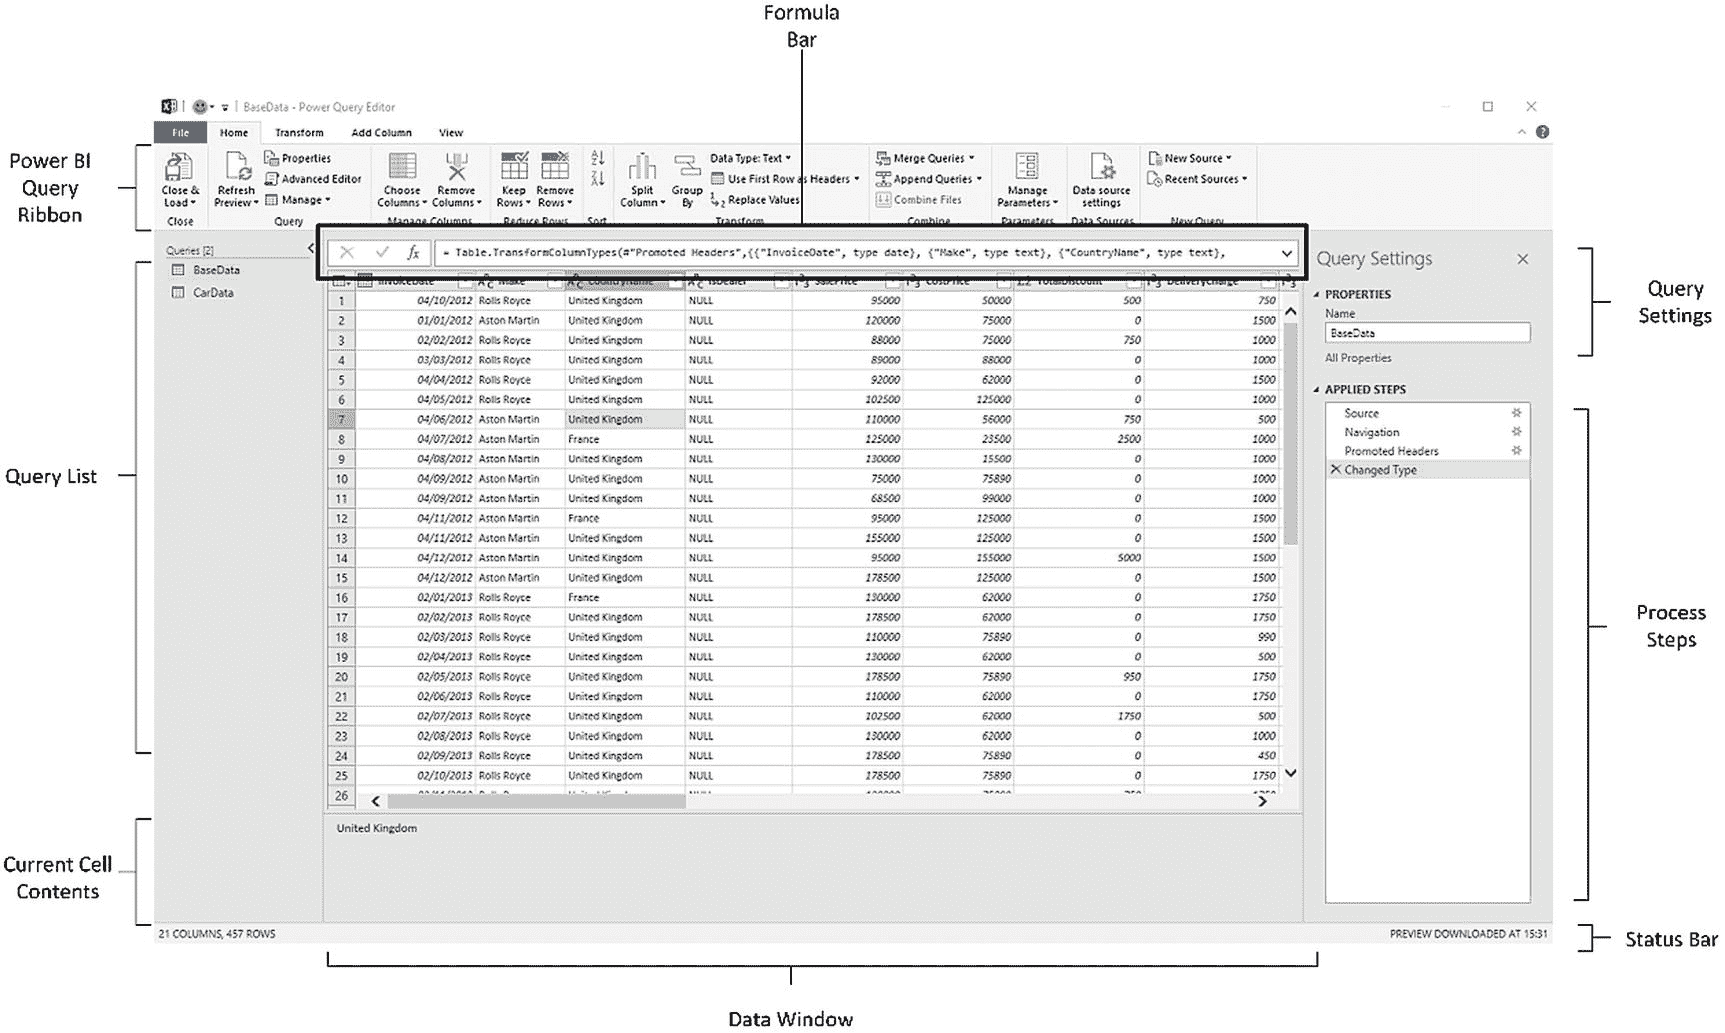 Formula
Bar
BaseData - Power Query Editor
File Home Transform Add Column View
Power BI
Query
Ribbon
Close &
Load
Close
Refresh
Preview
Properties
Advanced Editor
Manage
Query
Choose
Columns
Remove
Columns
Manage Columns
Keep
Rows
Remove
Rows
Reduce Rows
Sort
Split
Column
Group
By
Data Type: Text
Use First Row as Headers
Replace Values
Transform
Merge Queries
Append Queries
Combine Files
Combine
Manage
Parameters
Parameters
Data source
settings
Data Sources
New Source
Recent Sources
New Query
Queries [2]
BaseData
CarData
fx = Table.TransformColumnTypes(#"Promoted Headers",{{"InvoiceDate", type date}, {"Make", type text}, {"CountryName", type text},
InvoiceDate Make CountryName IsDealer SalePrice CostPrice TotalDiscount DeliveryCharge
1 04/10/2012 Rolls Royce United Kingdom NULL 95000 50000 500 750
2 01/01/2012 Aston Martin United Kingdom NULL 120000 75000 0 1500
3 02/02/2012 Rolls Royce United Kingdom NULL 88000 75000 750 1000
4 03/03/2012 Rolls Royce United Kingdom NULL 89000 88000 0 1000
5 04/04/2012 Rolls Royce United Kingdom NULL 92000 62000 0 1500
6 04/05/2012 Rolls Royce United Kingdom NULL 102500 125000 0 1000
7 04/06/2012 Aston Martin United Kingdom NULL 110000 56000 750 500
8 04/07/2012 Aston Martin France NULL 125000 23500 2500 1000
9 04/08/2012 Aston Martin United Kingdom NULL 130000 15500 0 1000
10 04/09/2012 Aston Martin United Kingdom NULL 75000 75890 0 1000
11 04/09/2012 Aston Martin United Kingdom NULL 68500 99000 0 1000
12 04/11/2012 Aston Martin France NULL 95000 125000 0 1500
13 04/11/2012 Aston Martin United Kingdom NULL 155000 125000 0 1500
14 04/12/2012 Aston Martin United Kingdom NULL 95000 155000 5000 1500
15 04/12/2012 Aston Martin United Kingdom NULL 178500 125000 0 1500
16 02/01/2013 Rolls Royce France NULL 130000 62000 0 1750
17 02/02/2013 Rolls Royce United Kingdom NULL 178500 62000 0 1750
18 02/03/2013 Rolls Royce United Kingdom NULL 110000 75890 0 990
19 02/04/2013 Rolls Royce United Kingdom NULL 130000 62000 0 500
20 02/05/2013 Rolls Royce United Kingdom NULL 178500 75890 950 1750
21 02/06/2013 Rolls Royce United Kingdom NULL 110000 62000 0 1750
22 02/07/2013 Rolls Royce United Kingdom NULL 102500 62000 1750 500
23 02/08/2013 Rolls Royce United Kingdom NULL 130000 62000 0 1000
24 02/09/2013 Rolls Royce United Kingdom NULL 178500 75890 0 450
25 02/10/2013 Rolls Royce United Kingdom NULL 178500 75890 0 1750
26
United Kingdom
Query Settings
PROPERTIES
Name
BaseData
All Properties
APPLIED STEPS
Source
Navigation
Promoted Headers
Changed Type
Query
Settings
Query List
Process
Steps
Current Cell
Contents
21 COLUMNS, 457 ROWS
PREVIEW DOWNLOADED AT 15:31
Status Bar
Data Window